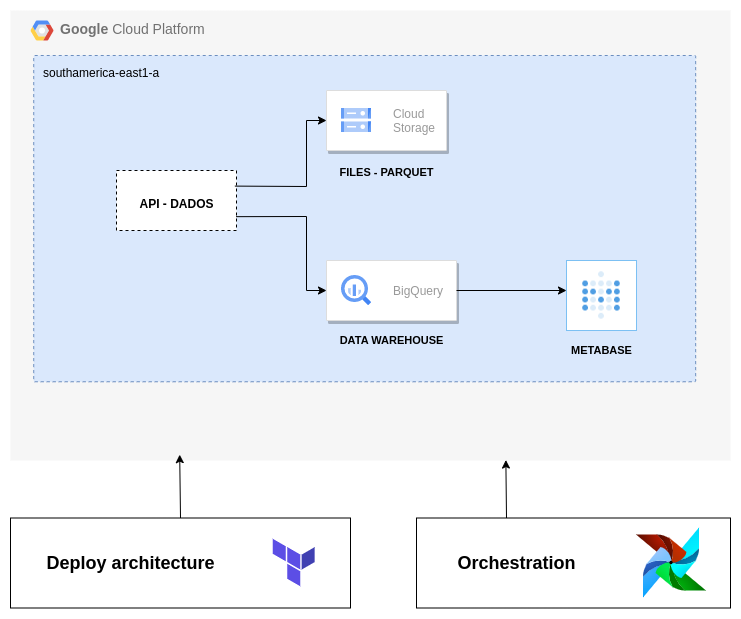 Google Cloud Platform
southamerica-east1-a
Cloud
Storage
FILES - PARQUET
API - DADOS
BigQuery
DATA WAREHOUSE
METABASE
Deploy architecture
Orchestration